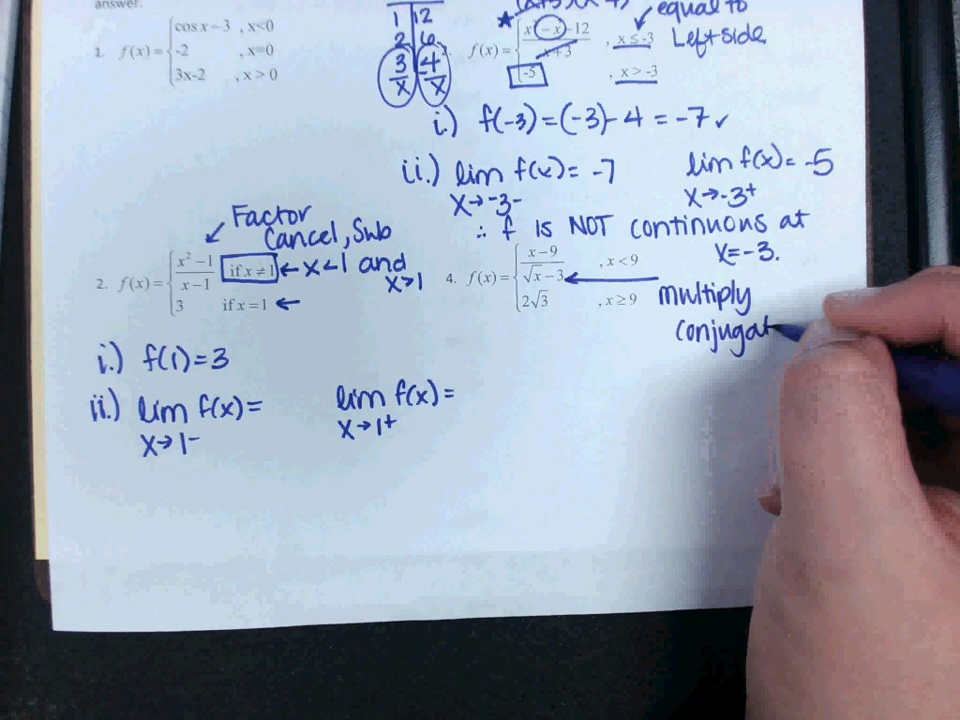 answer.
1. f(x) = { cos x − 3 , x<0
-2 , x=0
3x-2 , x > 0
1 | 12
2 | 6
3 | 4
x x
equal to
Left side
* f(x) = { x² − x − 12 / x + 3 , x ≤ -3
-5 , x > -3
i.) f(-3) = (-3) - 4 = -7 ✓
ii.) lim f(x) = -7 lim f(x) = -5
x→-3⁻ x→-3⁺
∴ f IS NOT continuous at
x = -3.
Factor
Cancel, Sub
2. f(x) = { x² − 1 / x − 1 if x ≠ 1 ← x<1 and
x>1
3 if x = 1 ←
4. f(x) = { x − 9 / √x − 3 , x < 9
2√3 , x ≥ 9
multiply
conjugat
i.) f(1) = 3
ii.) lim f(x) = lim f(x) =
x→1⁻ x→1⁺